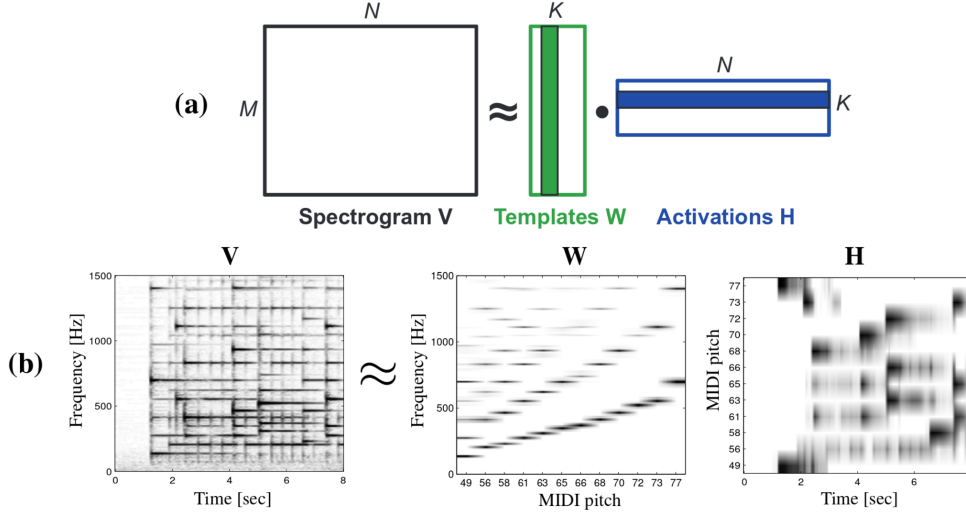 N
K
N
(a)
M
≈
•
K
Spectrogram V
Templates W
Activations H
V
W
H
(b)
≈
1500
1000
500
0
Frequency [Hz]
0 2 4 6 8
Time [sec]
1500
1000
500
0
Frequency [Hz]
49 56 58 61 63 65 66 68 70 72 73 77
MIDI pitch
77
73
72
70
68
66
65
63
61
58
56
49
MIDI pitch
0 2 4 6
Time [sec]